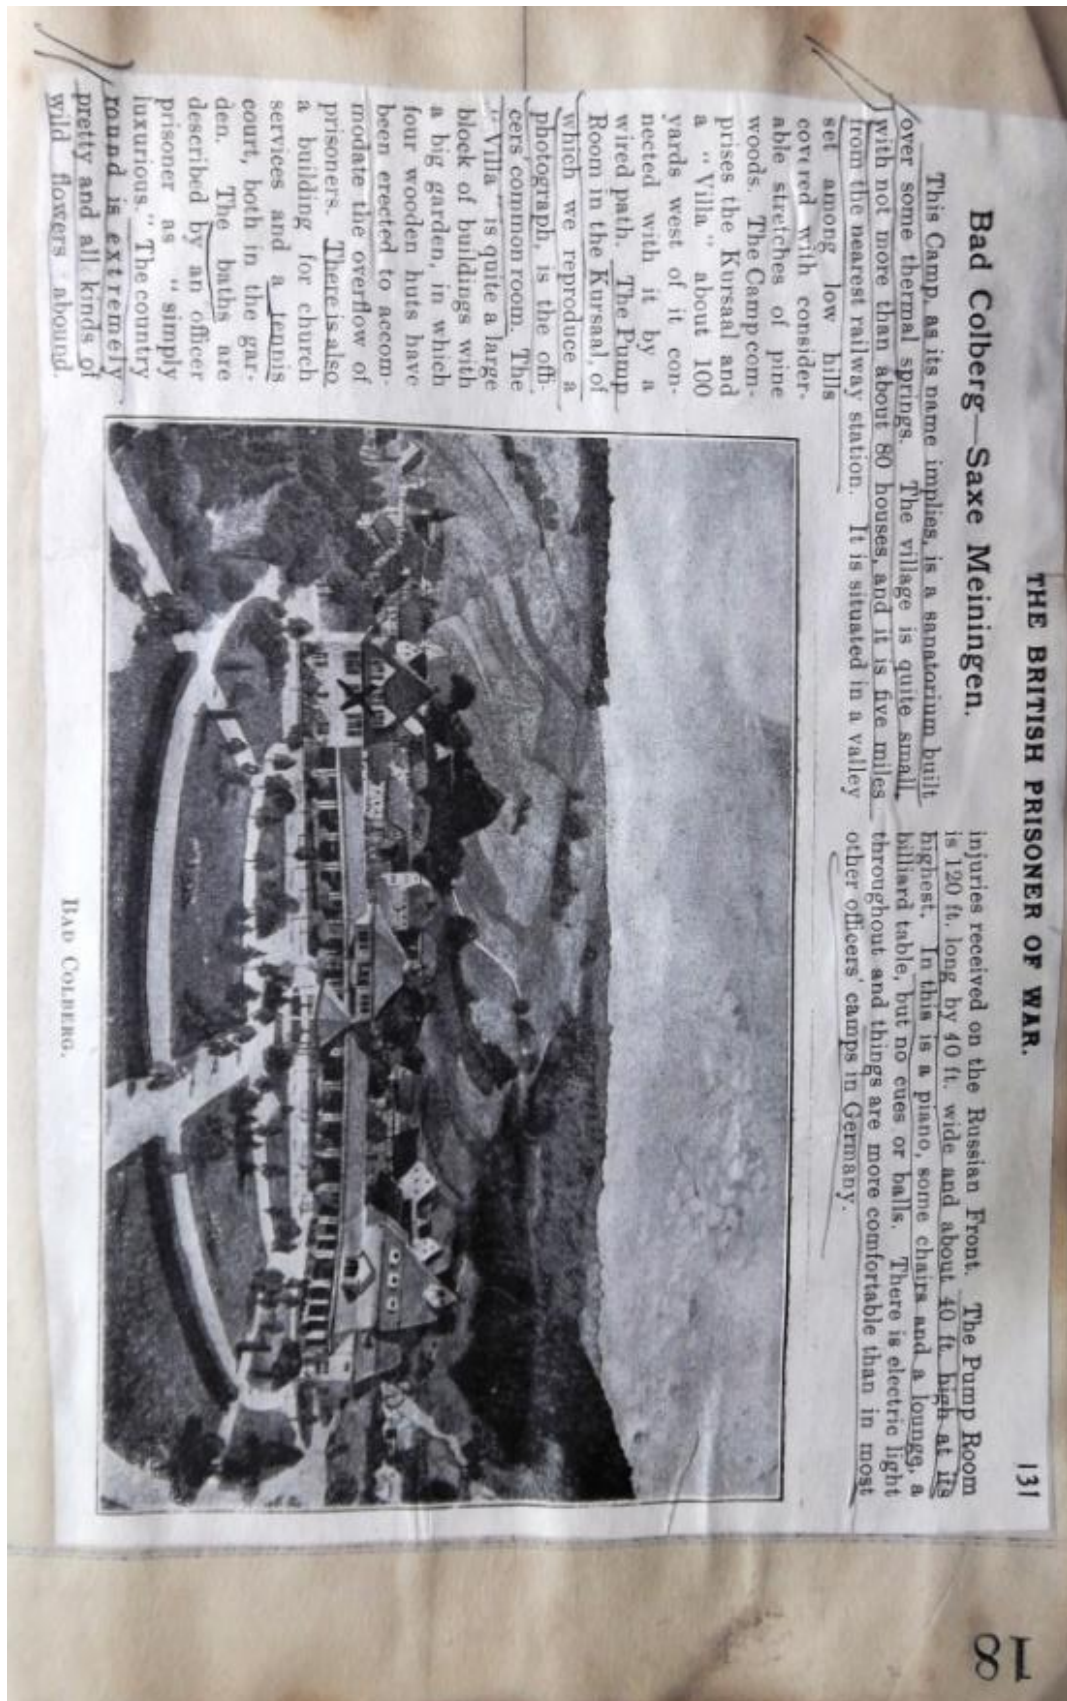 THE BRITISH PRISONER OF WAR.
131
18
Bad Colberg—Saxe Meiningen.
This Camp, as its name implies, is a sanatorium built
over some thermal springs. The village is quite small,
with not more than about 80 houses, and it is five miles
from the nearest railway station. It is situated in a valley
set among low hills
covered with consider-
able stretches of pine
woods. The Camp com-
prises the Kursaal and
a "Villa" about 100
yards west of it con-
nected with it by a
wired path. The Pump
Room in the Kursaal, of
which we reproduce a
photograph, is the offi-
cers' common room. The
"Villa" is quite a large
block of buildings with
a big garden, in which
four wooden huts have
been erected to accom-
modate the overflow of
prisoners. There is also
a building for church
services and a tennis
court, both in the gar-
den. The baths are
described by an officer
prisoner as "simply
luxurious." The country
round is extremely
pretty and all kinds of
wild flowers abound.
injuries received on the Russian Front. The Pump Room
is 120 ft. long by 40 ft. wide and about 40 ft. high at its
highest. In this is a piano, some chairs and a lounge, a
billiard table, but no cues or balls. There is electric light
throughout and things are more comfortable than in most
other officers' camps in Germany.
BAD COLBERG.